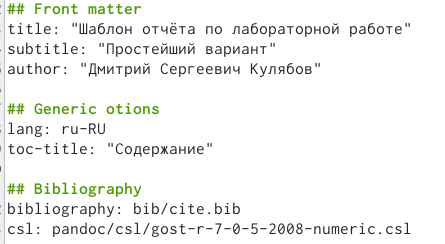 ## Front matter
title: "Шаблон отчёта по лабораторной работе"
subtitle: "Простейший вариант"
author: "Дмитрий Сергеевич Кулябов"
## Generic otions
lang: ru-RU
toc-title: "Содержание"
## Bibliography
bibliography: bib/cite.bib
csl: pandoc/csl/gost-r-7-0-5-2008-numeric.csl